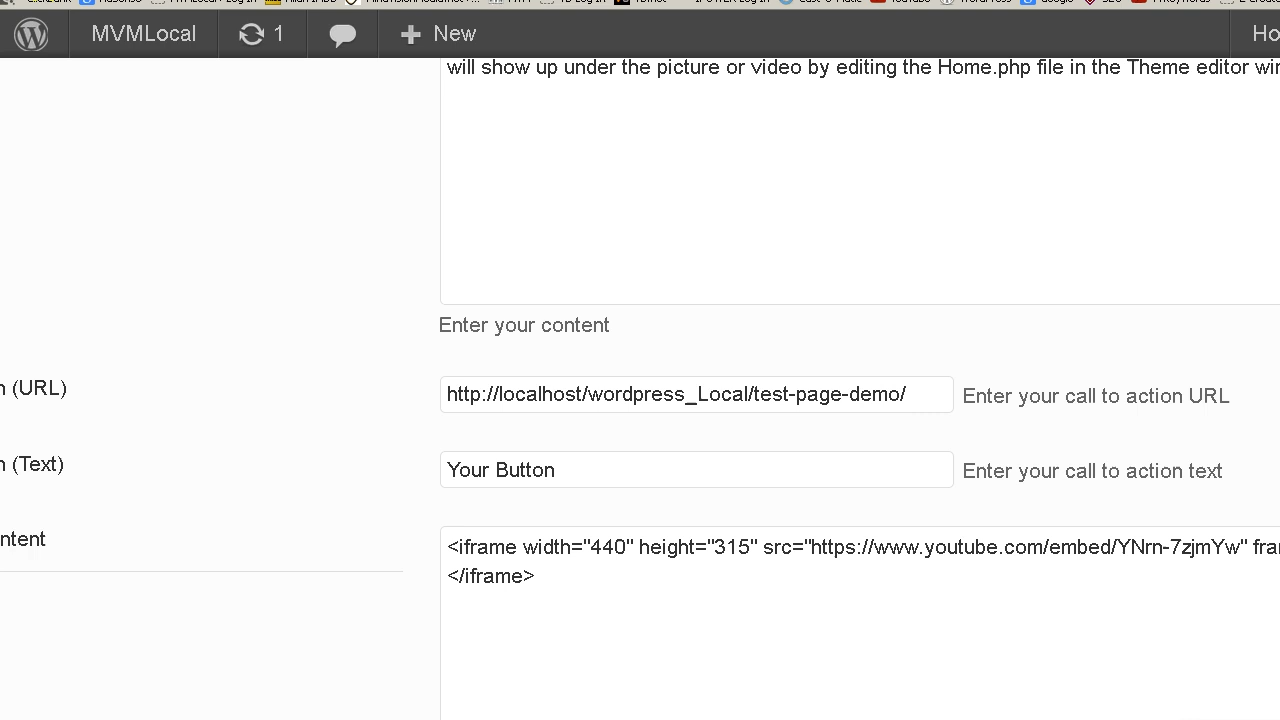 MVMLocal 1 New Ho
will show up under the picture or video by editing the Home.php file in the Theme editor wi
Enter your content
(URL) http://localhost/wordpress_Local/test-page-demo/ Enter your call to action URL
(Text) Your Button Enter your call to action text
ntent
<iframe width="440" height="315" src="https://www.youtube.com/embed/YNrn-7zjmYw" fra
</iframe>